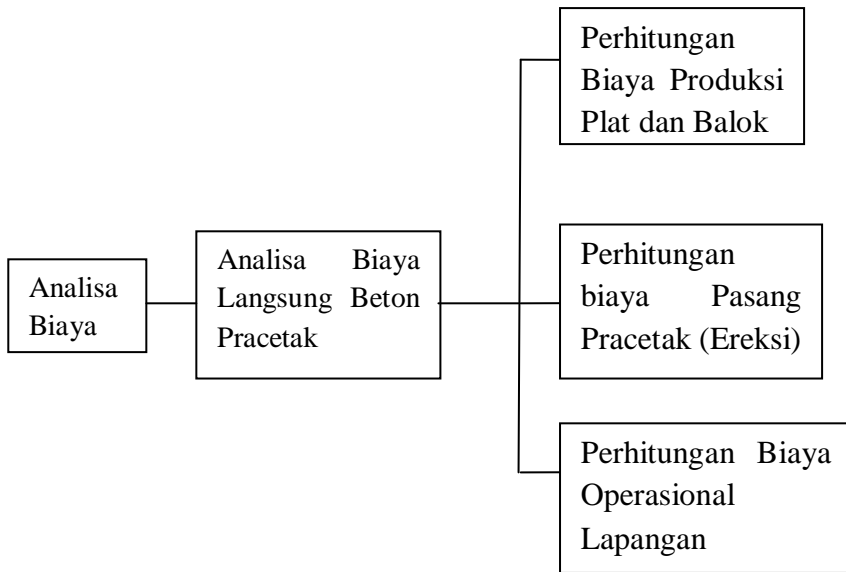 Analisa
Biaya
Analisa Biaya
Langsung Beton
Pracetak
Perhitungan
Biaya Produksi
Plat dan Balok
Perhitungan
biaya Pasang
Pracetak (Ereksi)
Perhitungan Biaya
Operasional
Lapangan